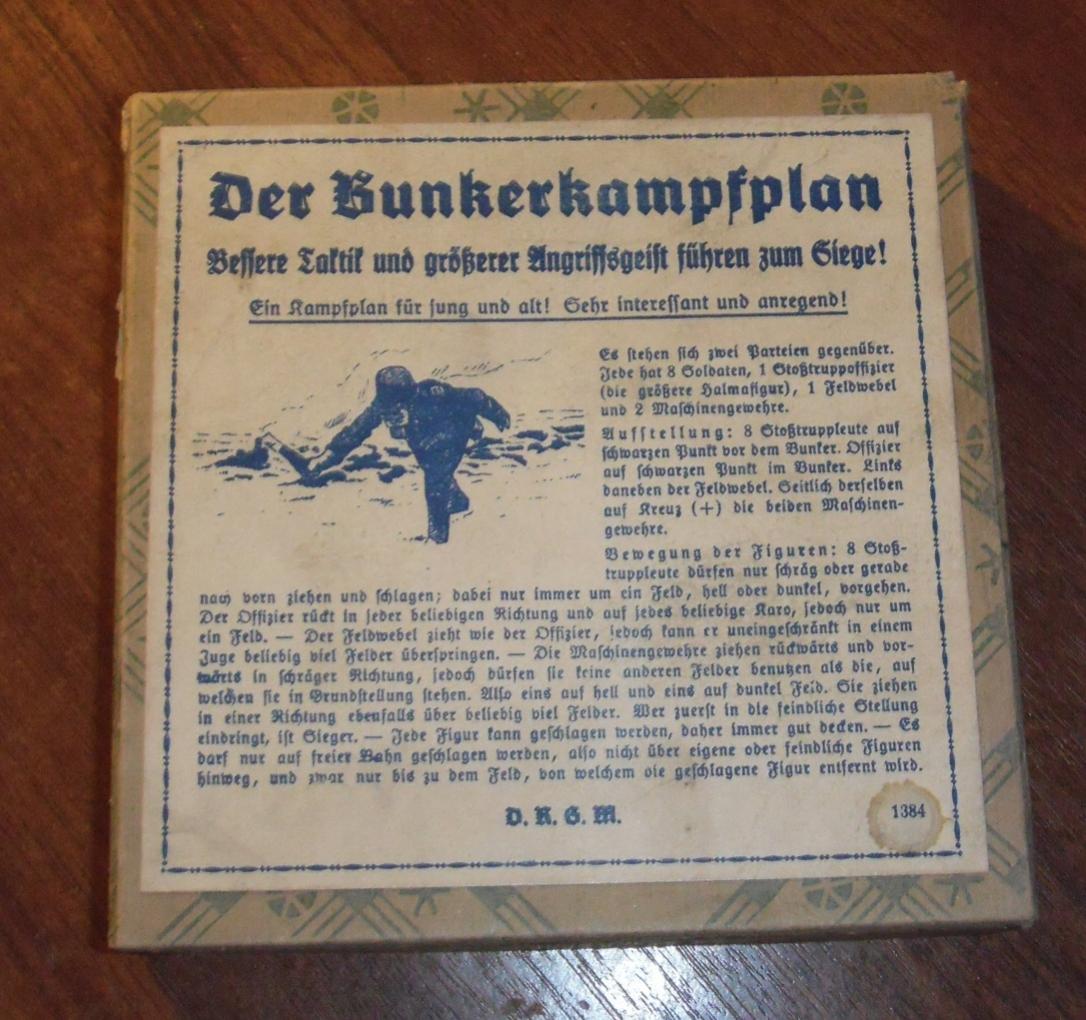 Der Bunkerkampfplan
Bessere Taktik und größerer Angriffsgeist führen zum Siege!
Ein Kampfplan für jung und alt! Sehr interessant und anregend!
Es stehen sich zwei Parteien gegenüber.
Jede hat 8 Soldaten, 1 Stoßtruppoffizier
(die größere Halmafigur), 1 Feldwebel
und 2 Maschinengewehre.
Aufstellung: 8 Stoßtruppleute auf
schwarzen Punkt vor dem Bunker. Offizier
auf schwarzen Punkt im Bunker. Links
daneben der Feldwebel. Seitlich derselben
auf Kreuz (+) die beiden Maschinen-
gewehre.
Bewegung der Figuren: 8 Stoß-
truppleute dürfen nur schräg oder gerade
nach vorn ziehen und schlagen; dabei nur immer um ein Feld, hell oder dunkel, vorgehen.
Der Offizier rückt in jeder beliebigen Richtung und auf jedes beliebige Karo, jedoch nur um
ein Feld. — Der Feldwebel zieht wie der Offizier, jedoch kann er uneingeschränkt in einem
Zuge beliebig viel Felder überspringen. — Die Maschinengewehre ziehen rückwärts und vor-
wärts in schräger Richtung, jedoch dürfen sie keine anderen Felder benutzen als die, auf
welchen sie in Grundstellung stehen. Also eins auf hell und eins auf dunkel Feld. Sie ziehen
in einer Richtung ebenfalls über beliebig viel Felder. Wer zuerst in die feindliche Stellung
eindringt, ist Sieger. — Jede Figur kann geschlagen werden, daher immer gut decken. — Es
darf nur auf freier Bahn geschlagen werden, also nicht über eigene oder feindliche Figuren
hinweg, und zwar nur bis zu dem Feld, von welchem die geschlagene Figur entfernt wird.
D. R. G. M.
1384